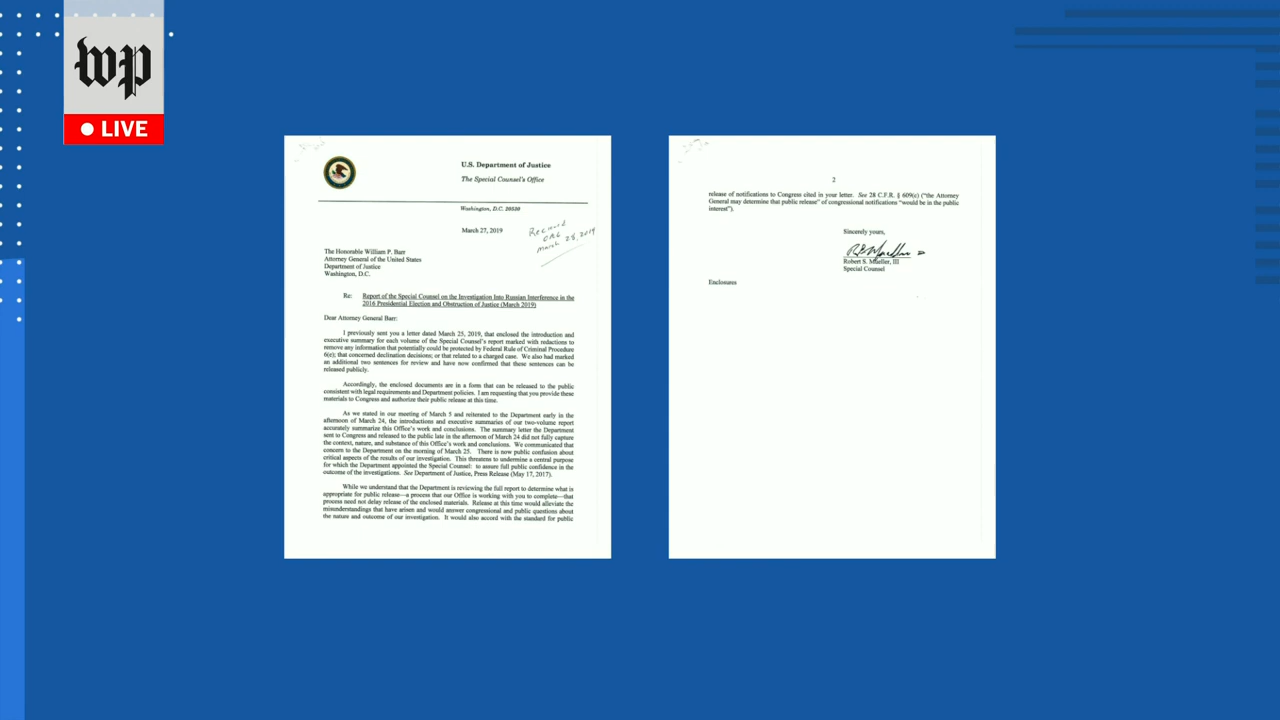 wp
LIVE
U.S. Department of Justice
The Special Counsel's Office
Washington, D.C. 20530
March 27, 2019
Received
OAG
March 28, 2019
The Honorable William P. Barr
Attorney General of the United States
Department of Justice
Washington, D.C.
Re: Report of the Special Counsel on the Investigation Into Russian Interference in the
2016 Presidential Election and Obstruction of Justice (March 2019)
Dear Attorney General Barr:
I previously sent you a letter dated March 25, 2019, that enclosed the introduction and
executive summary for each volume of the Special Counsel's report marked with redactions to
remove any information that potentially could be protected by Federal Rule of Criminal Procedure
6(e); that concerned declination decisions; or that related to a charged case. We also had marked
an additional two sentences for review and have now confirmed that these sentences can be
released publicly.
Accordingly, the enclosed documents are in a form that can be released to the public
consistent with legal requirements and Department policies. I am requesting that you provide these
materials to Congress and authorize their public release at this time.
As we stated in our meeting of March 5 and reiterated to the Department early in the
afternoon of March 24, the introductions and executive summaries of our two-volume report
accurately summarize this Office's work and conclusions. The summary letter the Department
sent to Congress and released to the public late in the afternoon of March 24 did not fully capture
the context, nature, and substance of this Office's work and conclusions. We communicated that
concern to the Department on the morning of March 25. There is now public confusion about
critical aspects of the results of our investigation. This threatens to undermine a central purpose
for which the Department appointed the Special Counsel: to assure full public confidence in the
outcome of the investigations. See Department of Justice, Press Release (May 17, 2017).
While we understand that the Department is reviewing the full report to determine what is
appropriate for public release—a process that our Office is working with you to complete—that
process need not delay release of the enclosed materials. Release at this time would alleviate the
misunderstandings that have arisen and would answer congressional and public questions about
the nature and outcome of our investigation. It would also accord with the standard for public
2
release of notifications to Congress cited in your letter. See 28 C.F.R. § 609(c) ("the Attorney
General may determine that public release" of congressional notifications "would be in the public
interest").
Sincerely yours,
Robert S. Mueller, III
Special Counsel
Enclosures